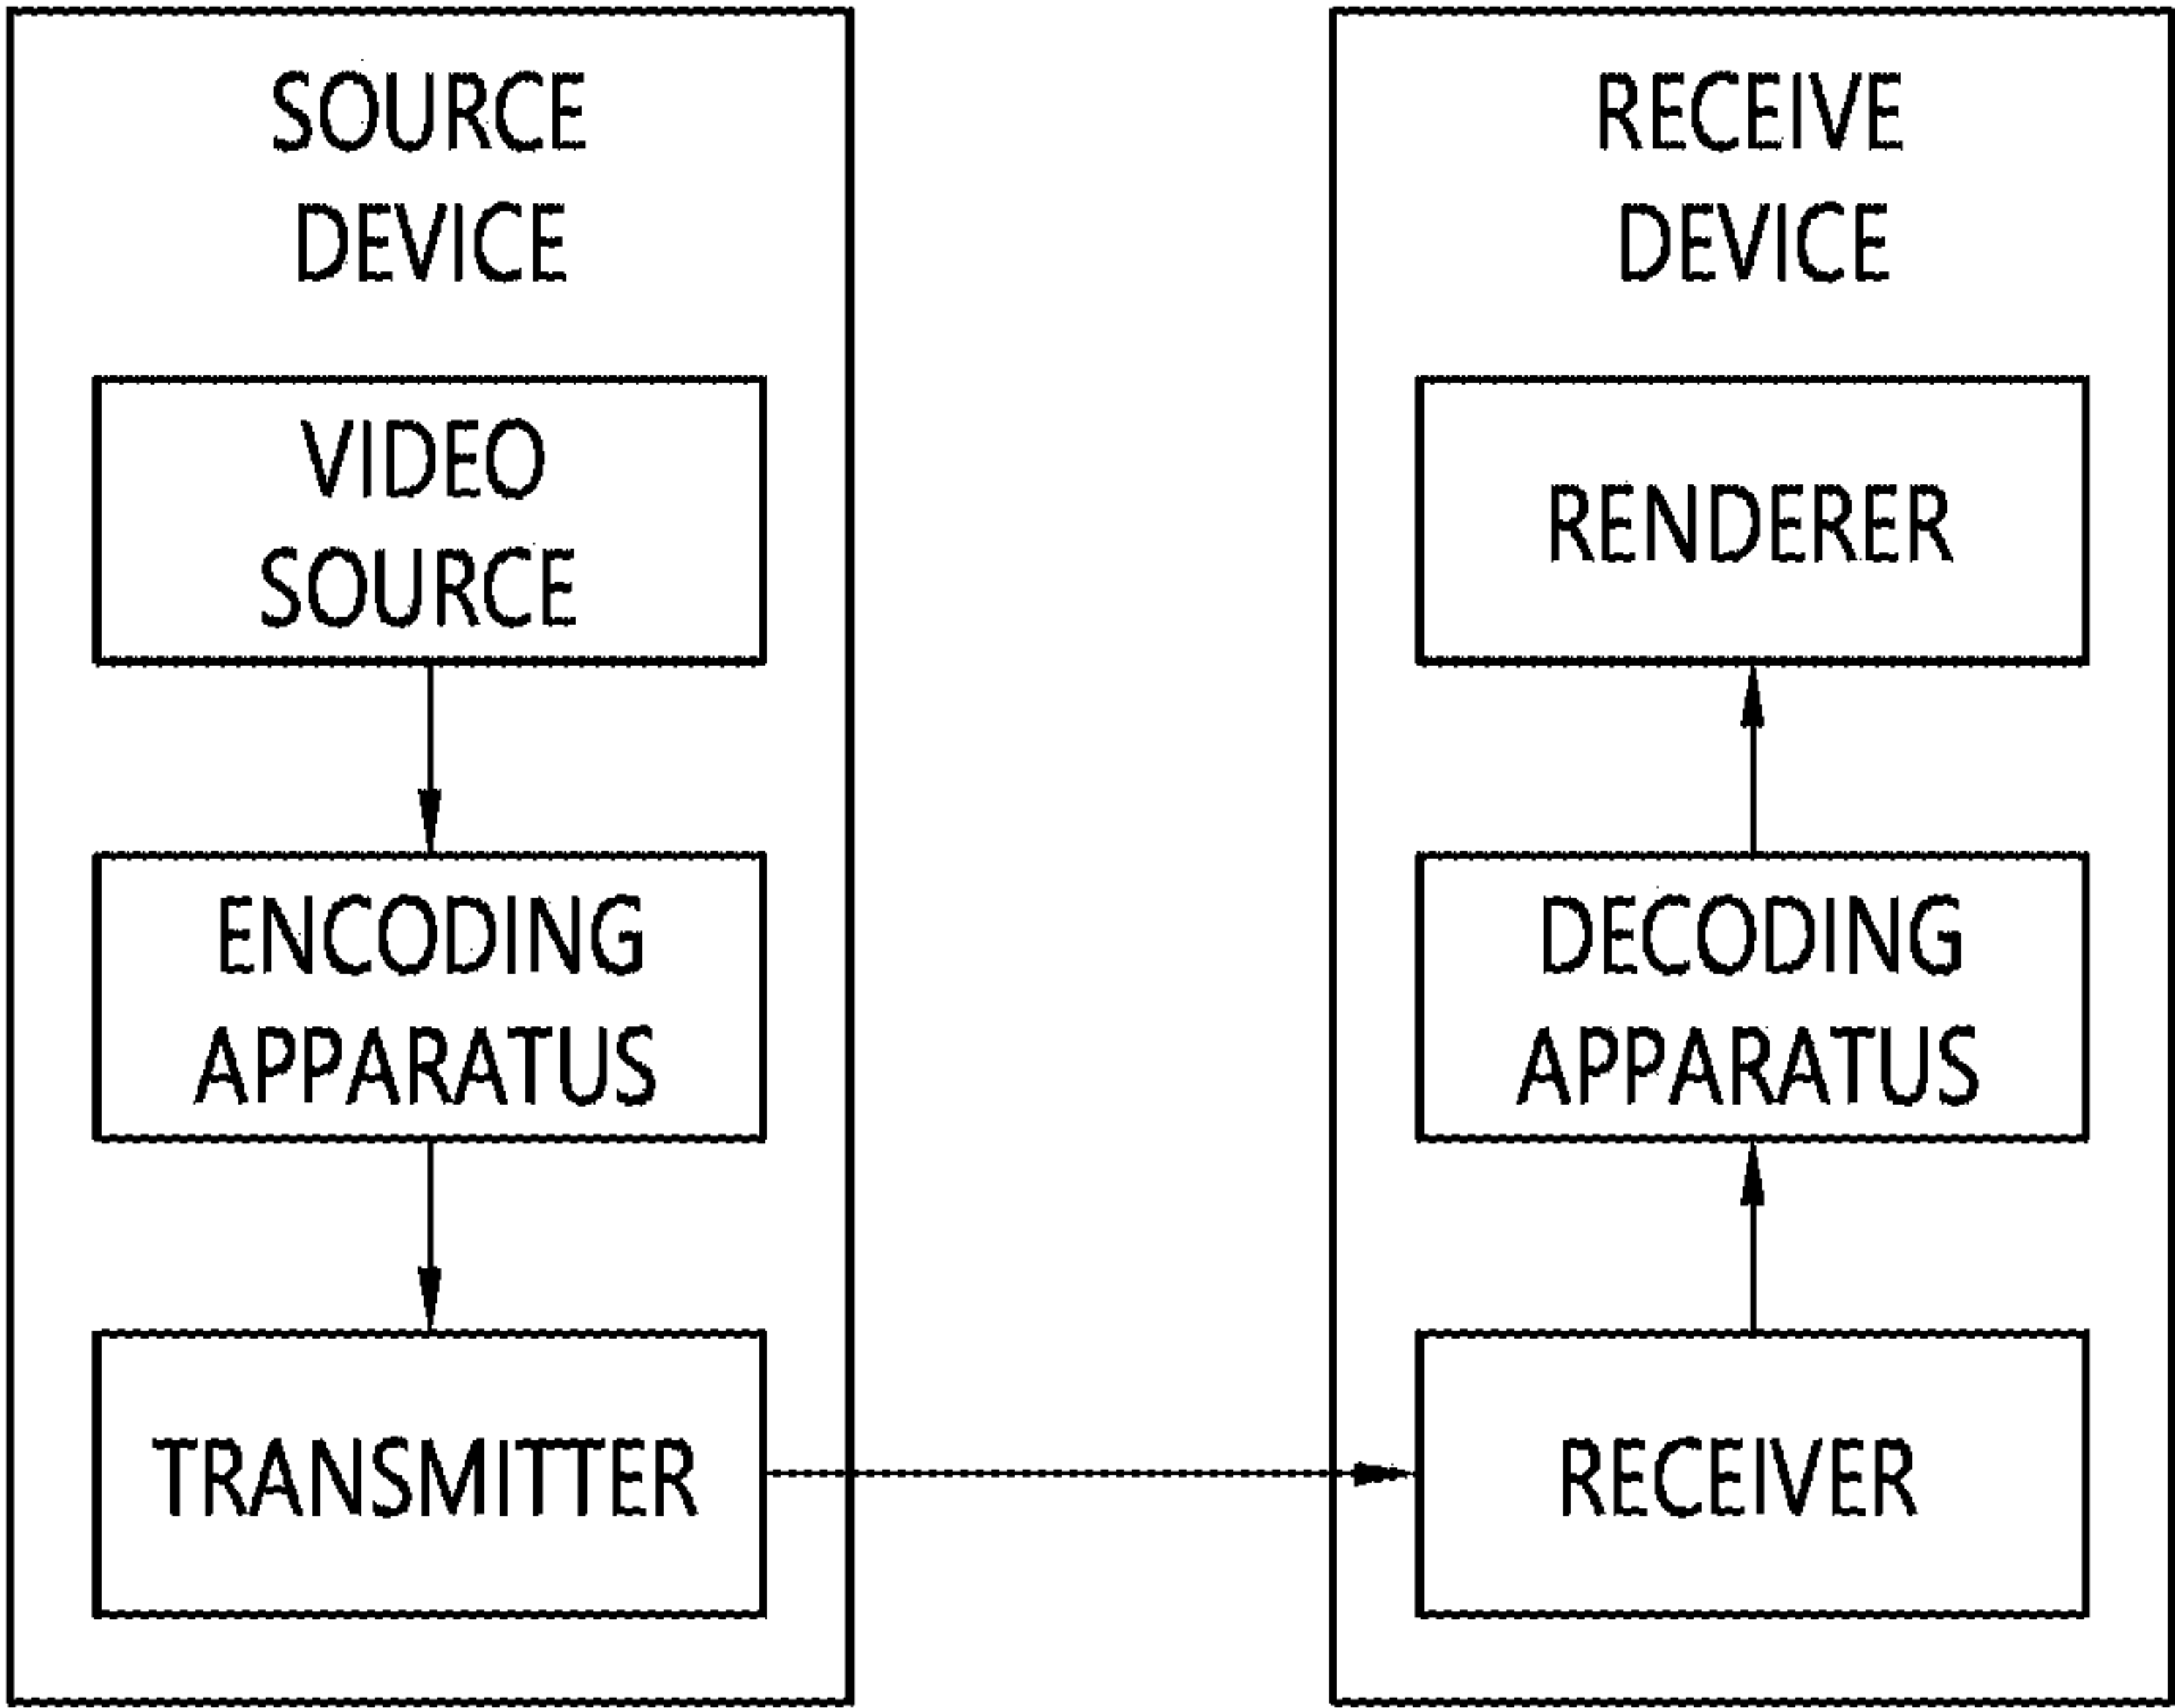 SOURCE
DEVICE
VIDEO
SOURCE
ENCODING
APPARATUS
TRANSMITTER
RECEIVE
DEVICE
RENDERER
DECODING
APPARATUS
RECEIVER